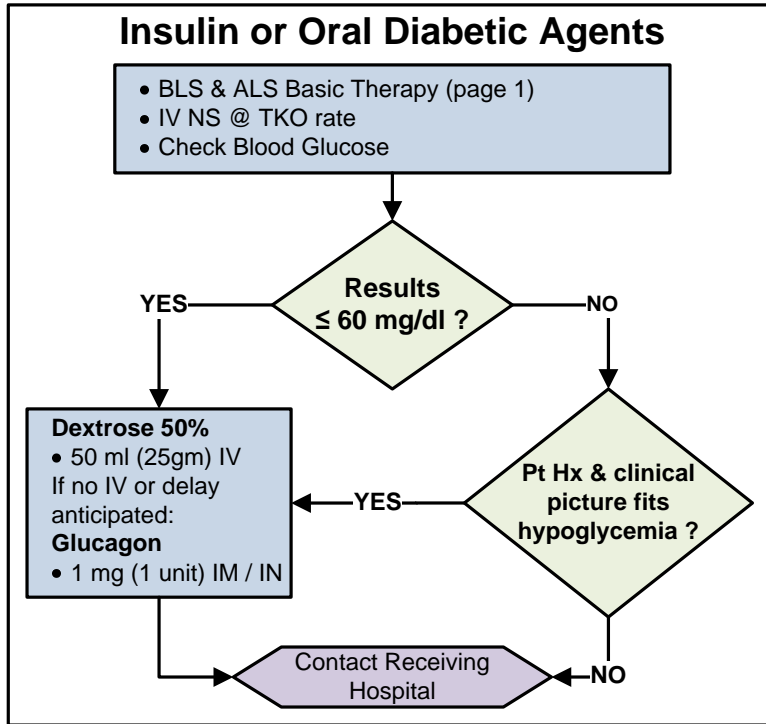 Insulin or Oral Diabetic Agents
• BLS & ALS Basic Therapy (page 1)
• IV NS @ TKO rate
• Check Blood Glucose
Results
≤ 60 mg/dl ?
YES
NO
Dextrose 50%
• 50 ml (25gm) IV
If no IV or delay
anticipated:
Glucagon
• 1 mg (1 unit) IM / IN
YES
Pt Hx & clinical
picture fits
hypoglycemia ?
NO
Contact Receiving
Hospital